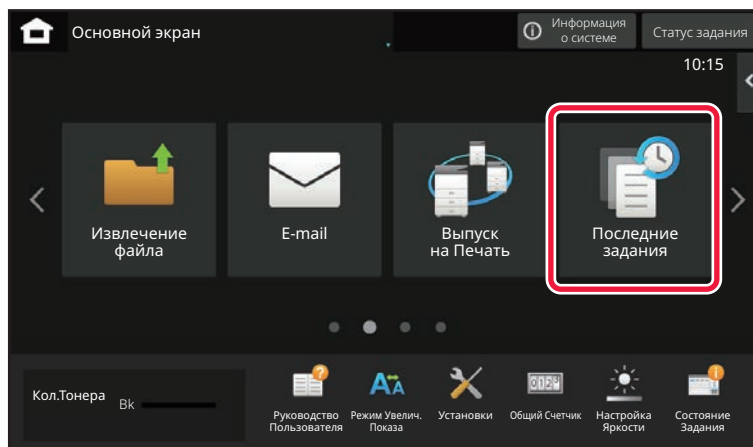 Основной экран
Информация
о системе
Статус задания
10:15
Извлечение
файла
E-mail
Выпуск
на Печать
Последние
задания
Кол.Тонера
Bk
Руководство
Пользователя
Режим Увелич.
Показа
Установки
Общий Счетчик
Настройка
Яркости
Состояние
Задания